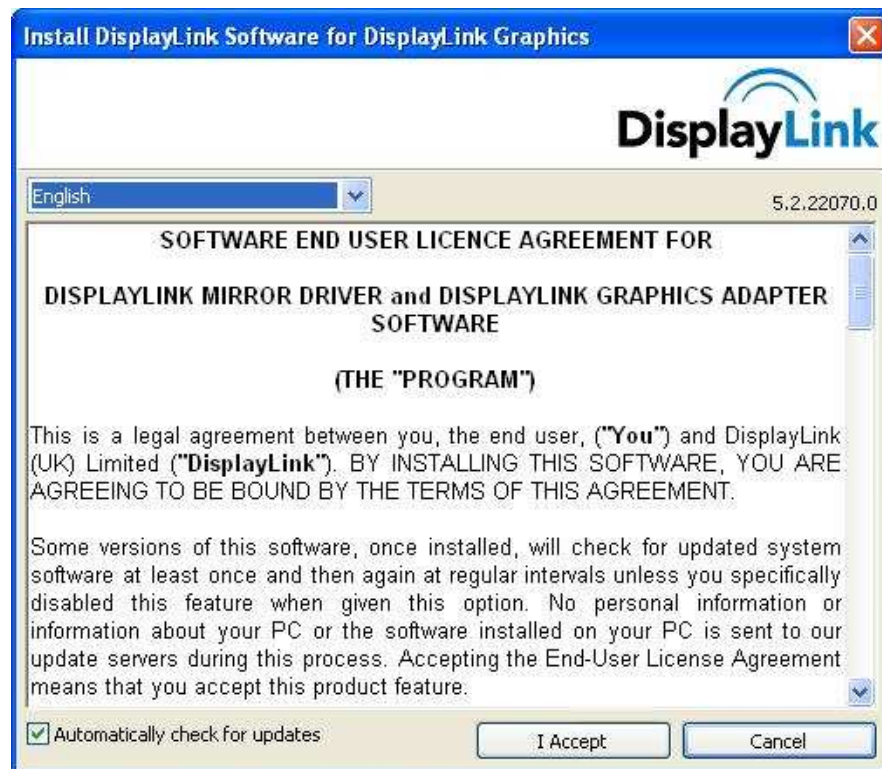 Install DisplayLink Software for DisplayLink Graphics
DisplayLink
English
5.2.22070.0
SOFTWARE END USER LICENCE AGREEMENT FOR
DISPLAYLINK MIRROR DRIVER and DISPLAYLINK GRAPHICS ADAPTER
SOFTWARE
(THE "PROGRAM")
This is a legal agreement between you, the end user, ("You") and DisplayLink
(UK) Limited ("DisplayLink"). BY INSTALLING THIS SOFTWARE, YOU ARE
AGREEING TO BE BOUND BY THE TERMS OF THIS AGREEMENT.
Some versions of this software, once installed, will check for updated system
software at least once and then again at regular intervals unless you specifically
disabled this feature when given this option. No personal information or
information about your PC or the software installed on your PC is sent to our
update servers during this process. Accepting the End-User License Agreement
means that you accept this product feature.
Automatically check for updates
I Accept
Cancel